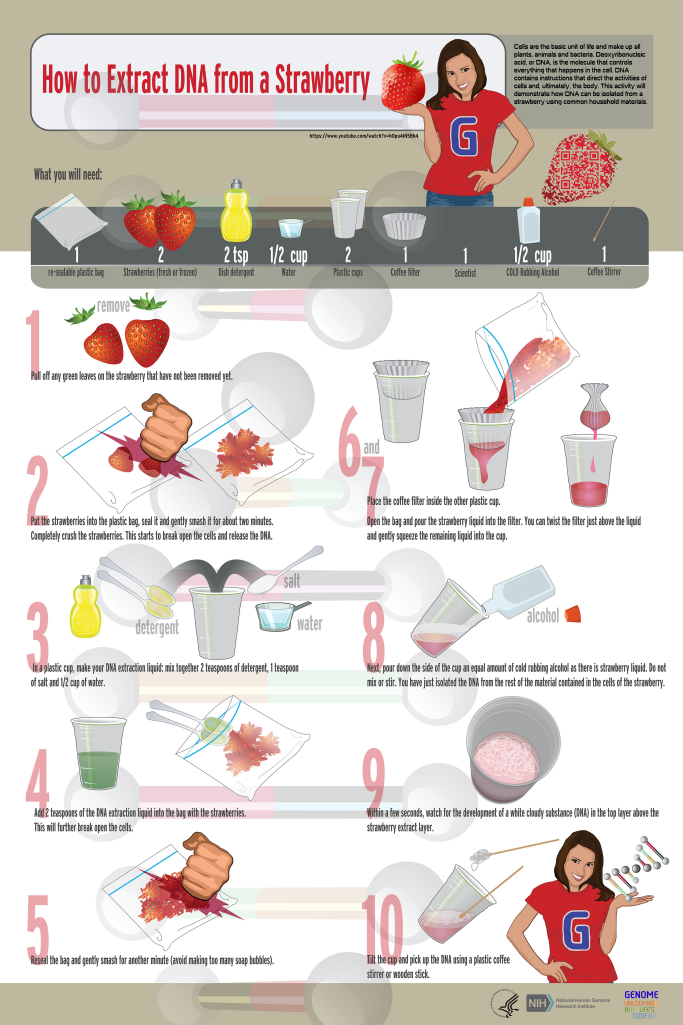 How to Extract DNA from a Strawberry
G
Cells are the basic unit of life and make up all
plants, animals and bacteria. Deoxyribonucleic
acid, or DNA, is the molecule that controls
everything that happens in the cell. DNA
contains instructions that direct the activities of
cells and, ultimately, the body. This activity will
demonstrate how DNA can be isolated from a
strawberry using common household materials.
https://www.youtube.com/watch?v=hOpu4iN5Bh4
What you will need:
1
re-sealable plastic bag
2
Strawberries (fresh or frozen)
2 tsp
Dish detergent
1/2 cup
Water
2
Plastic cups
1
Coffee filter
1
Scientist
1/2 cup
COLD Rubbing Alcohol
1
Coffee Stirrer
1
remove
Pull off any green leaves on the strawberry that have not been removed yet.
2
Put the strawberries into the plastic bag, seal it and gently smash it for about two minutes.
Completely crush the strawberries. This starts to break open the cells and release the DNA.
3
detergent
salt
water
In a plastic cup, make your DNA extraction liquid: mix together 2 teaspoons of detergent, 1 teaspoon
of salt and 1/2 cup of water.
4
Add 2 teaspoons of the DNA extraction liquid into the bag with the strawberries.
This will further break open the cells.
5
Reseal the bag and gently smash for another minute (avoid making too many soap bubbles).
6
and
7
Place the coffee filter inside the other plastic cup.
Open the bag and pour the strawberry liquid into the filter. You can twist the filter just above the liquid
and gently squeeze the remaining liquid into the cup.
8
alcohol
Next, pour down the side of the cup an equal amount of cold rubbing alcohol as there is strawberry liquid. Do not
mix or stir. You have just isolated the DNA from the rest of the material contained in the cells of the strawberry.
9
Within a few seconds, watch for the development of a white cloudy substance (DNA) in the top layer above the
strawberry extract layer.
10
G
Tilt the cup and pick up the DNA using a plastic coffee
stirrer or wooden stick.
NIH
National Human Genome
Research Institute
GENOME
UNLOCKING
LIFE'S
CODE